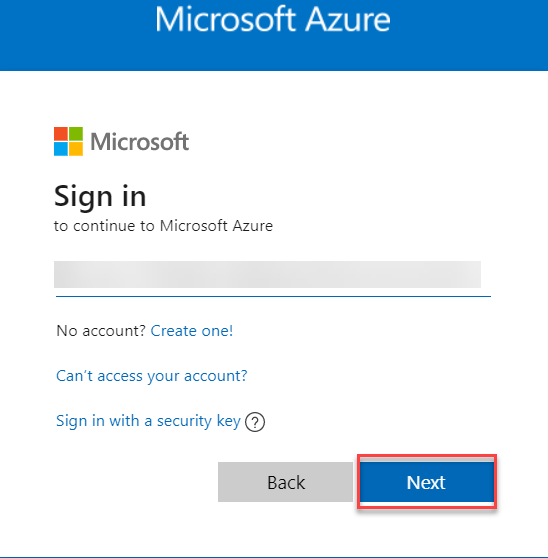 Microsoft Azure
Microsoft
Sign in
to continue to Microsoft Azure
No account? Create one!
Can't access your account?
Sign in with a security key ?
Back Next